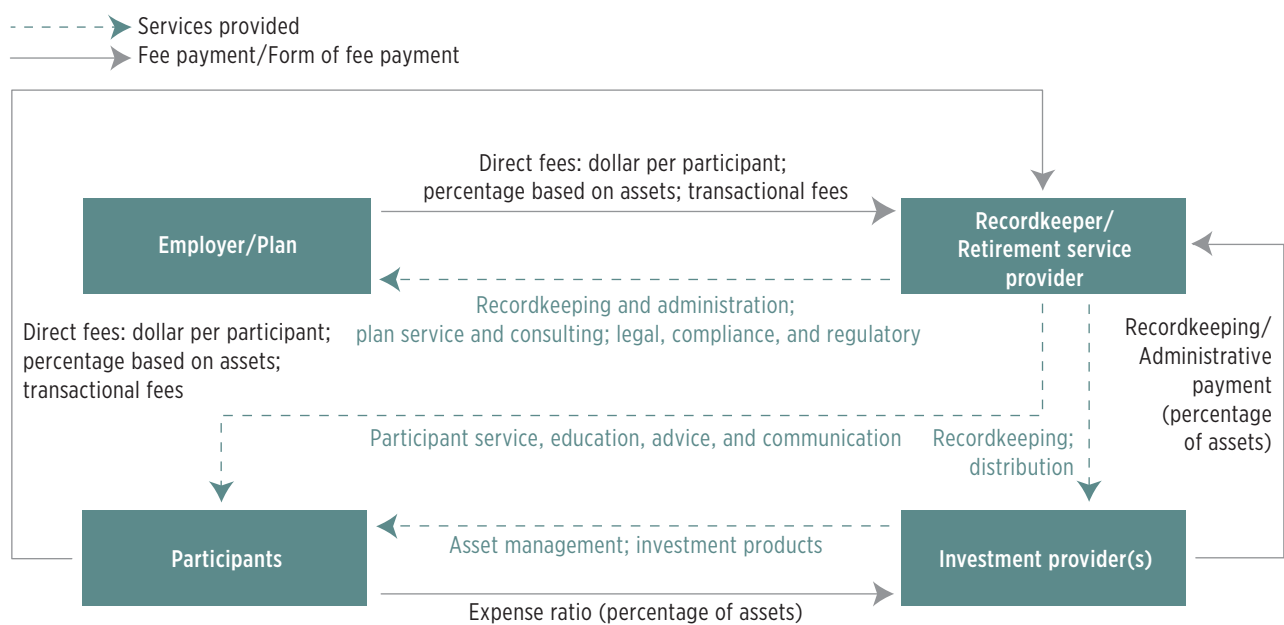 Services provided
Fee payment/Form of fee payment
Direct fees: dollar per participant;
percentage based on assets; transactional fees
Employer/Plan
Recordkeeper/
Retirement service
provider
Recordkeeping and administration;
plan service and consulting; legal, compliance, and regulatory
Direct fees: dollar per participant;
percentage based on assets;
transactional fees
Recordkeeping/
Administrative
payment
(percentage
of assets)
Participant service, education, advice, and communication
Recordkeeping;
distribution
Participants
Asset management; investment products
Investment provider(s)
Expense ratio (percentage of assets)